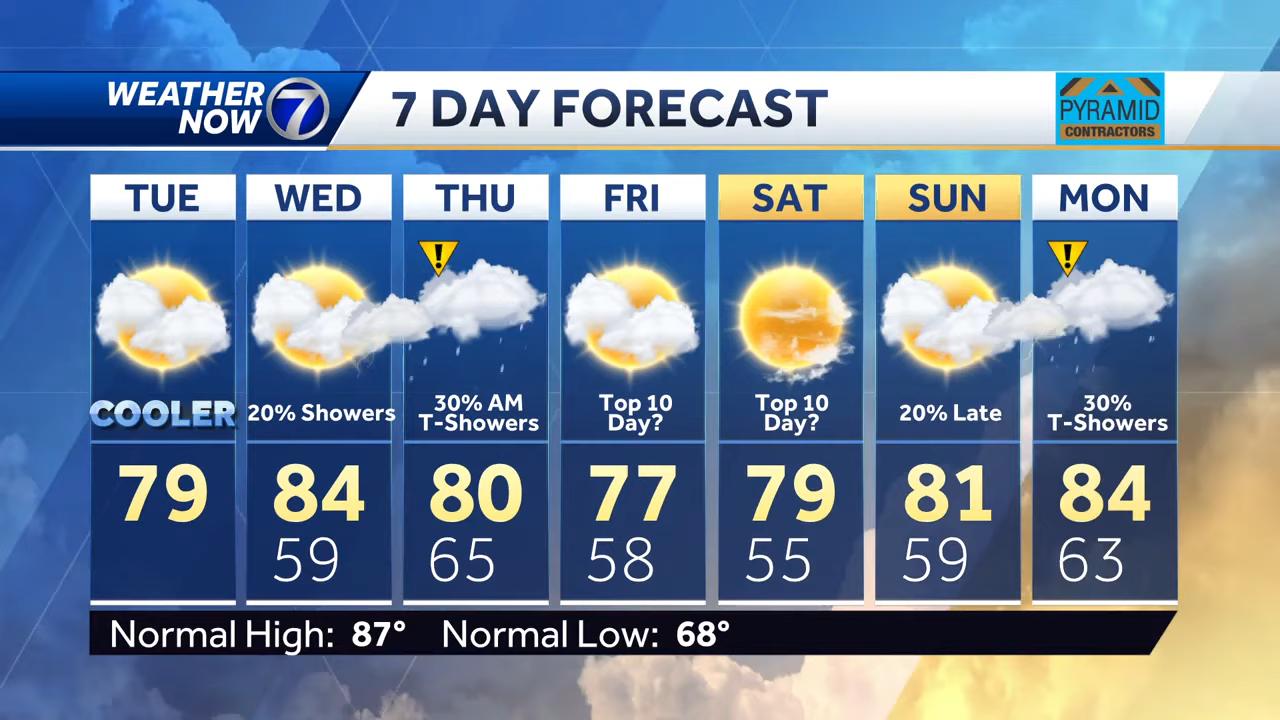 WEATHER
NOW 7
7 DAY FORECAST
PYRAMID
CONTRACTORS
TUE
WED
THU
FRI
SAT
SUN
MON
!
!
COOLER
20% Showers
30% AM
T-Showers
Top 10
Day?
Top 10
Day?
20% Late
30%
T-Showers
79
84
80
77
79
81
84
59
65
58
55
59
63
Normal High: 87° Normal Low: 68°